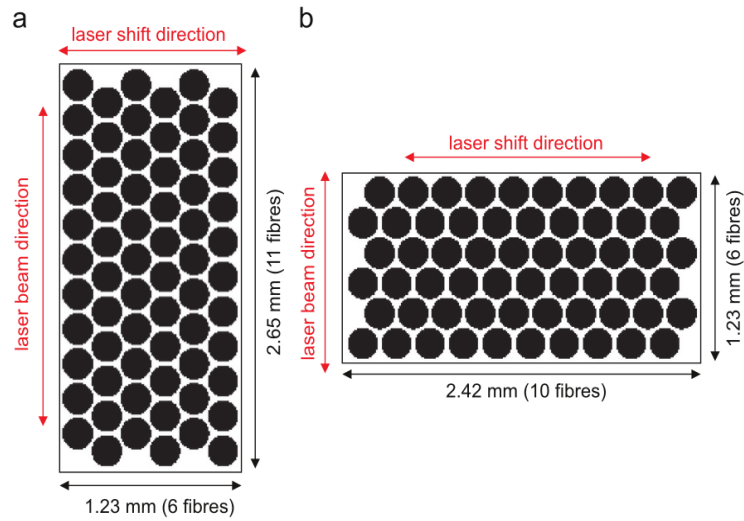 a
laser shift direction
laser beam direction
2.65 mm (11 fibres)
1.23 mm (6 fibres)
b
laser shift direction
laser beam direction
1.23 mm (6 fibres)
2.42 mm (10 fibres)